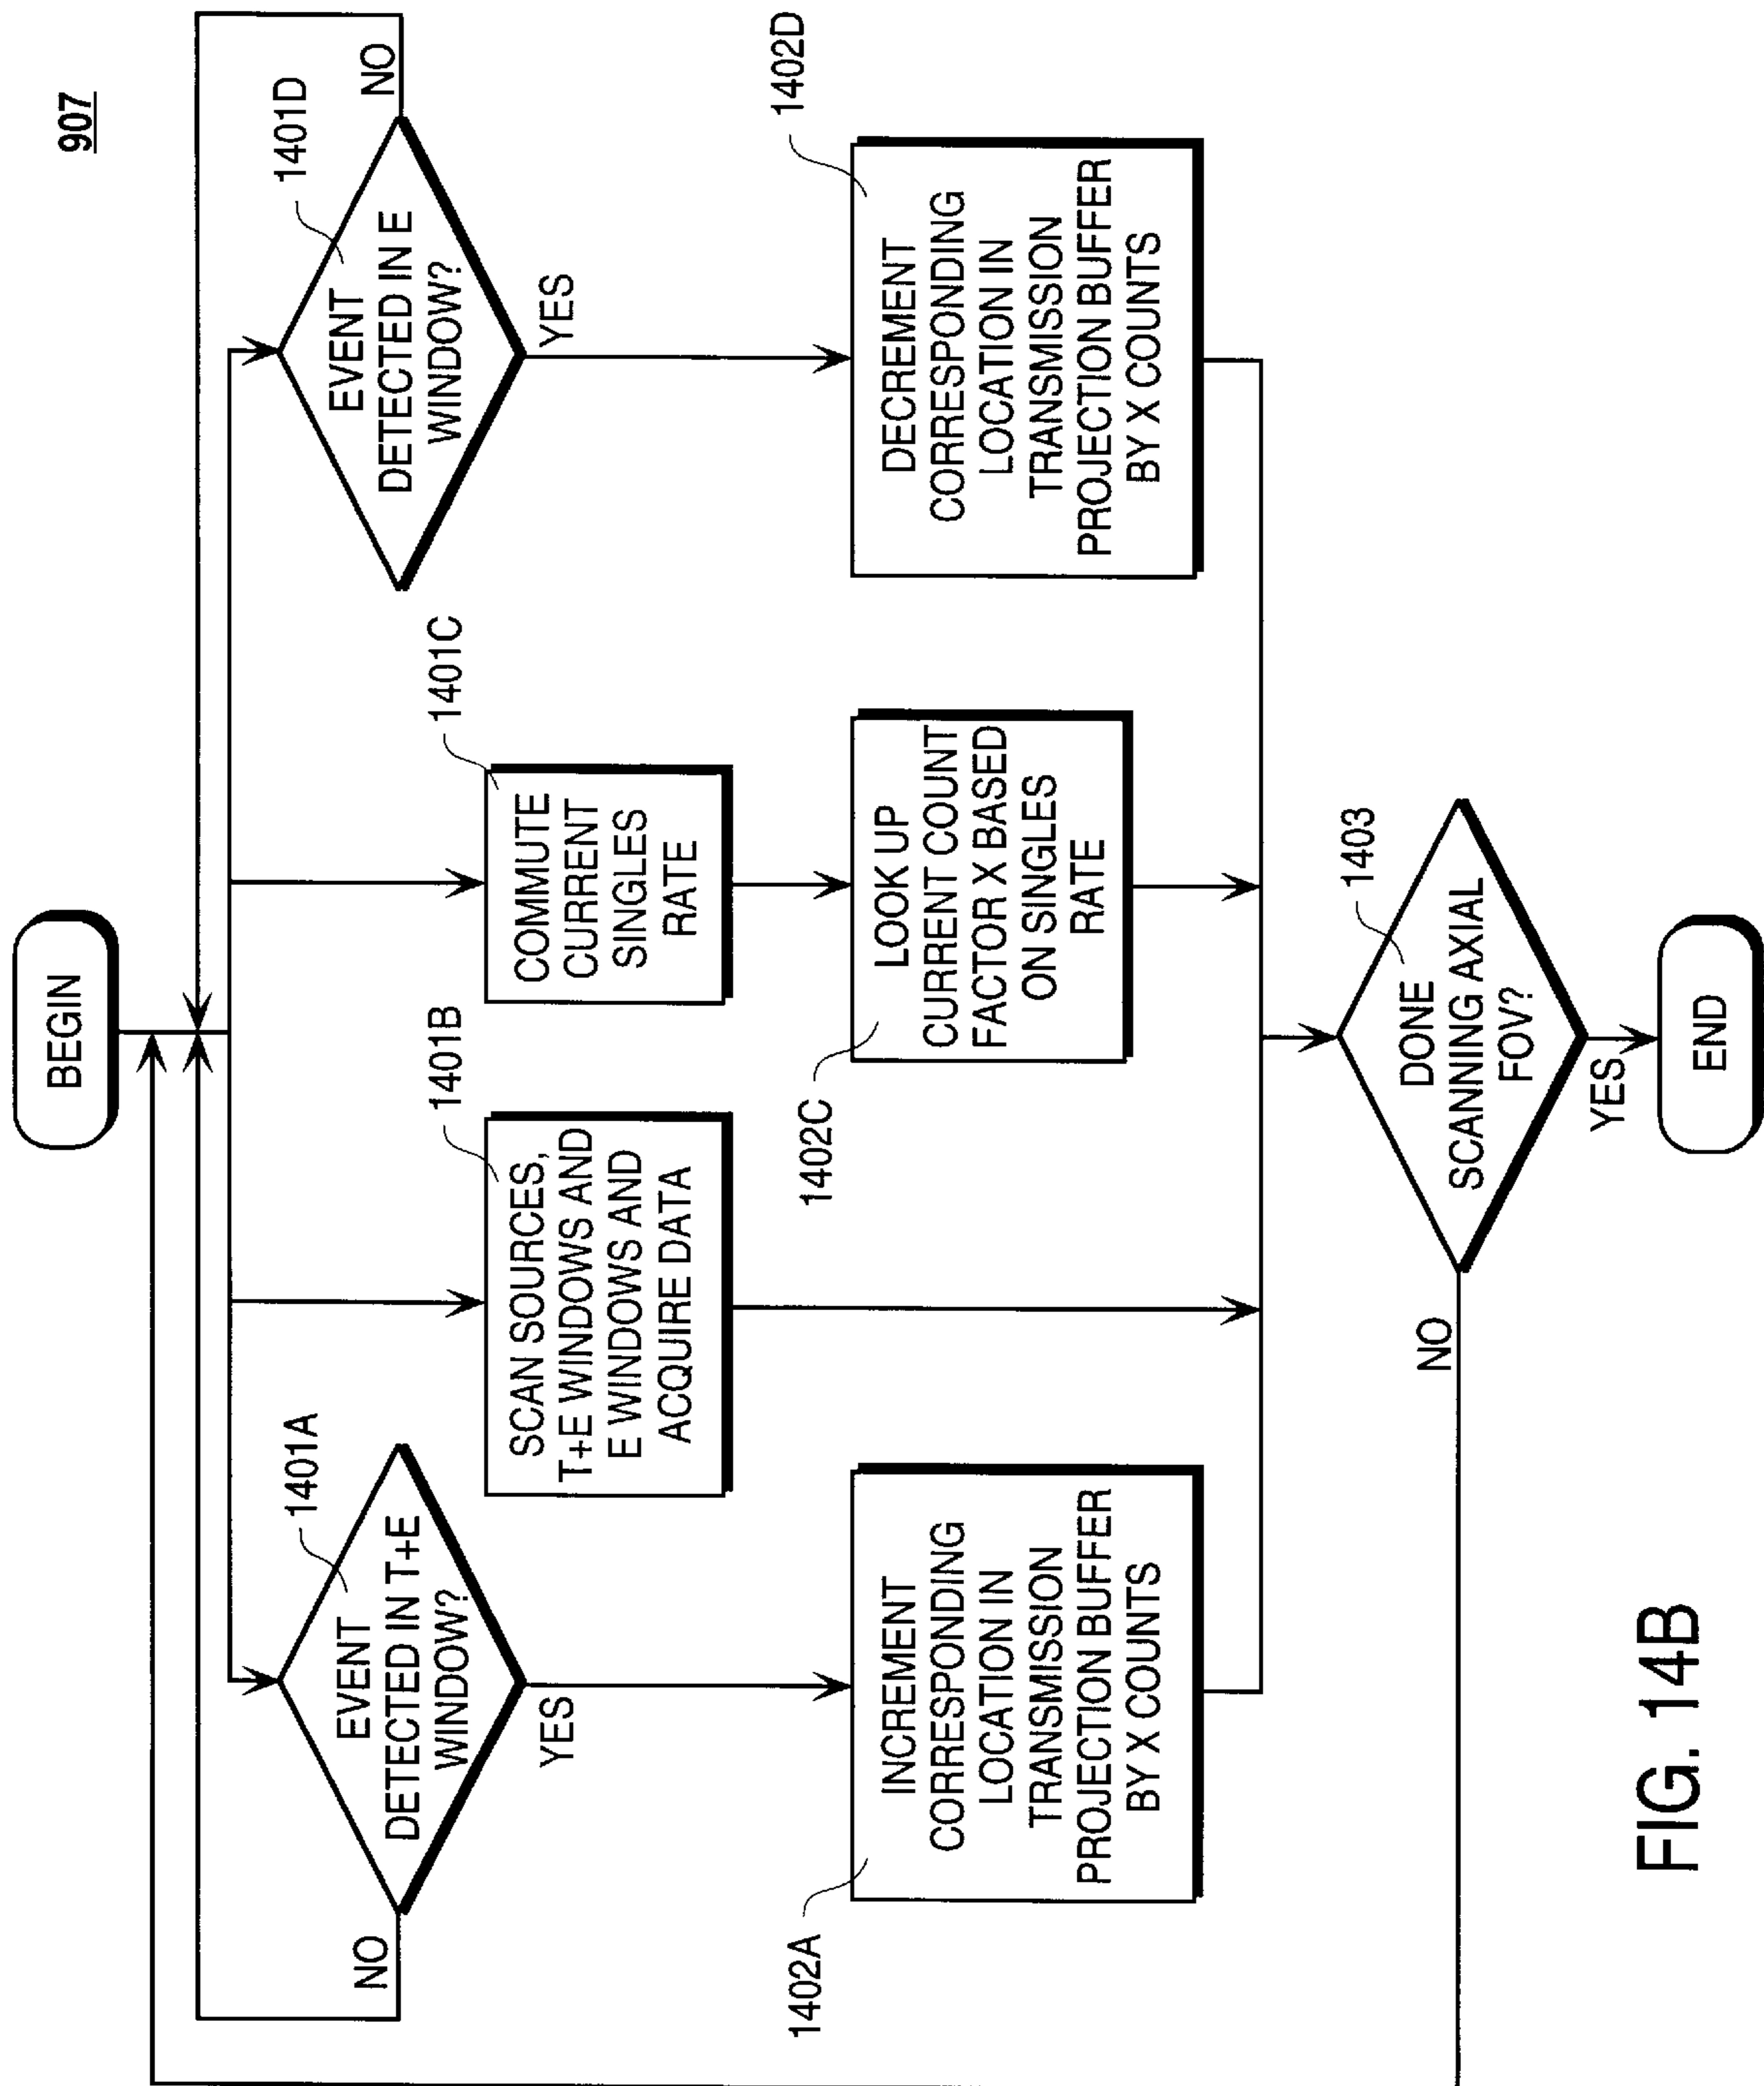 907
BEGIN
1401A
EVENT
DETECTED IN T+E
WINDOW?
NO
YES
1401B
SCAN SOURCES,
T+E WINDOWS AND
E WINDOWS AND
ACQUIRE DATA
1401C
COMMUTE
CURRENT
SINGLES
RATE
1401D
EVENT
DETECTED IN E
WINDOW?
NO
YES
1402A
INCREMENT
CORRESPONDING
LOCATION IN
TRANSMISSION
PROJECTION BUFFER
BY X COUNTS
1402C
LOOK UP
CURRENT COUNT
FACTOR X BASED
ON SINGLES
RATE
1402D
DECREMENT
CORRESPONDING
LOCATION IN
TRANSMISSION
PROJECTION BUFFER
BY X COUNTS
1403
DONE
SCANNING AXIAL
FOV?
NO
YES
END
FIG. 14B